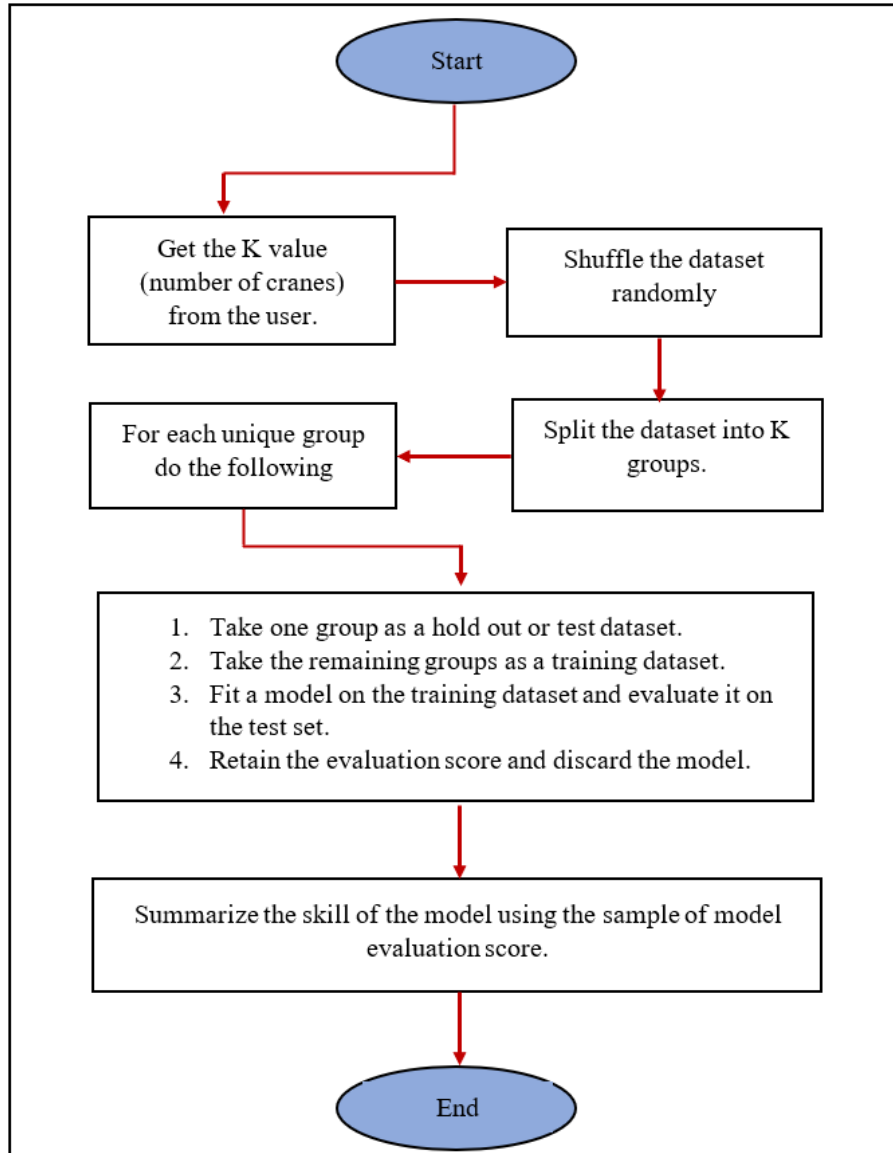 Start
Get the K value
(number of cranes)
from the user.
Shuffle the dataset
randomly
Split the dataset into K
groups.
For each unique group
do the following
1. Take one group as a hold out or test dataset.
2. Take the remaining groups as a training dataset.
3. Fit a model on the training dataset and evaluate it on
the test set.
4. Retain the evaluation score and discard the model.
Summarize the skill of the model using the sample of model
evaluation score.
End